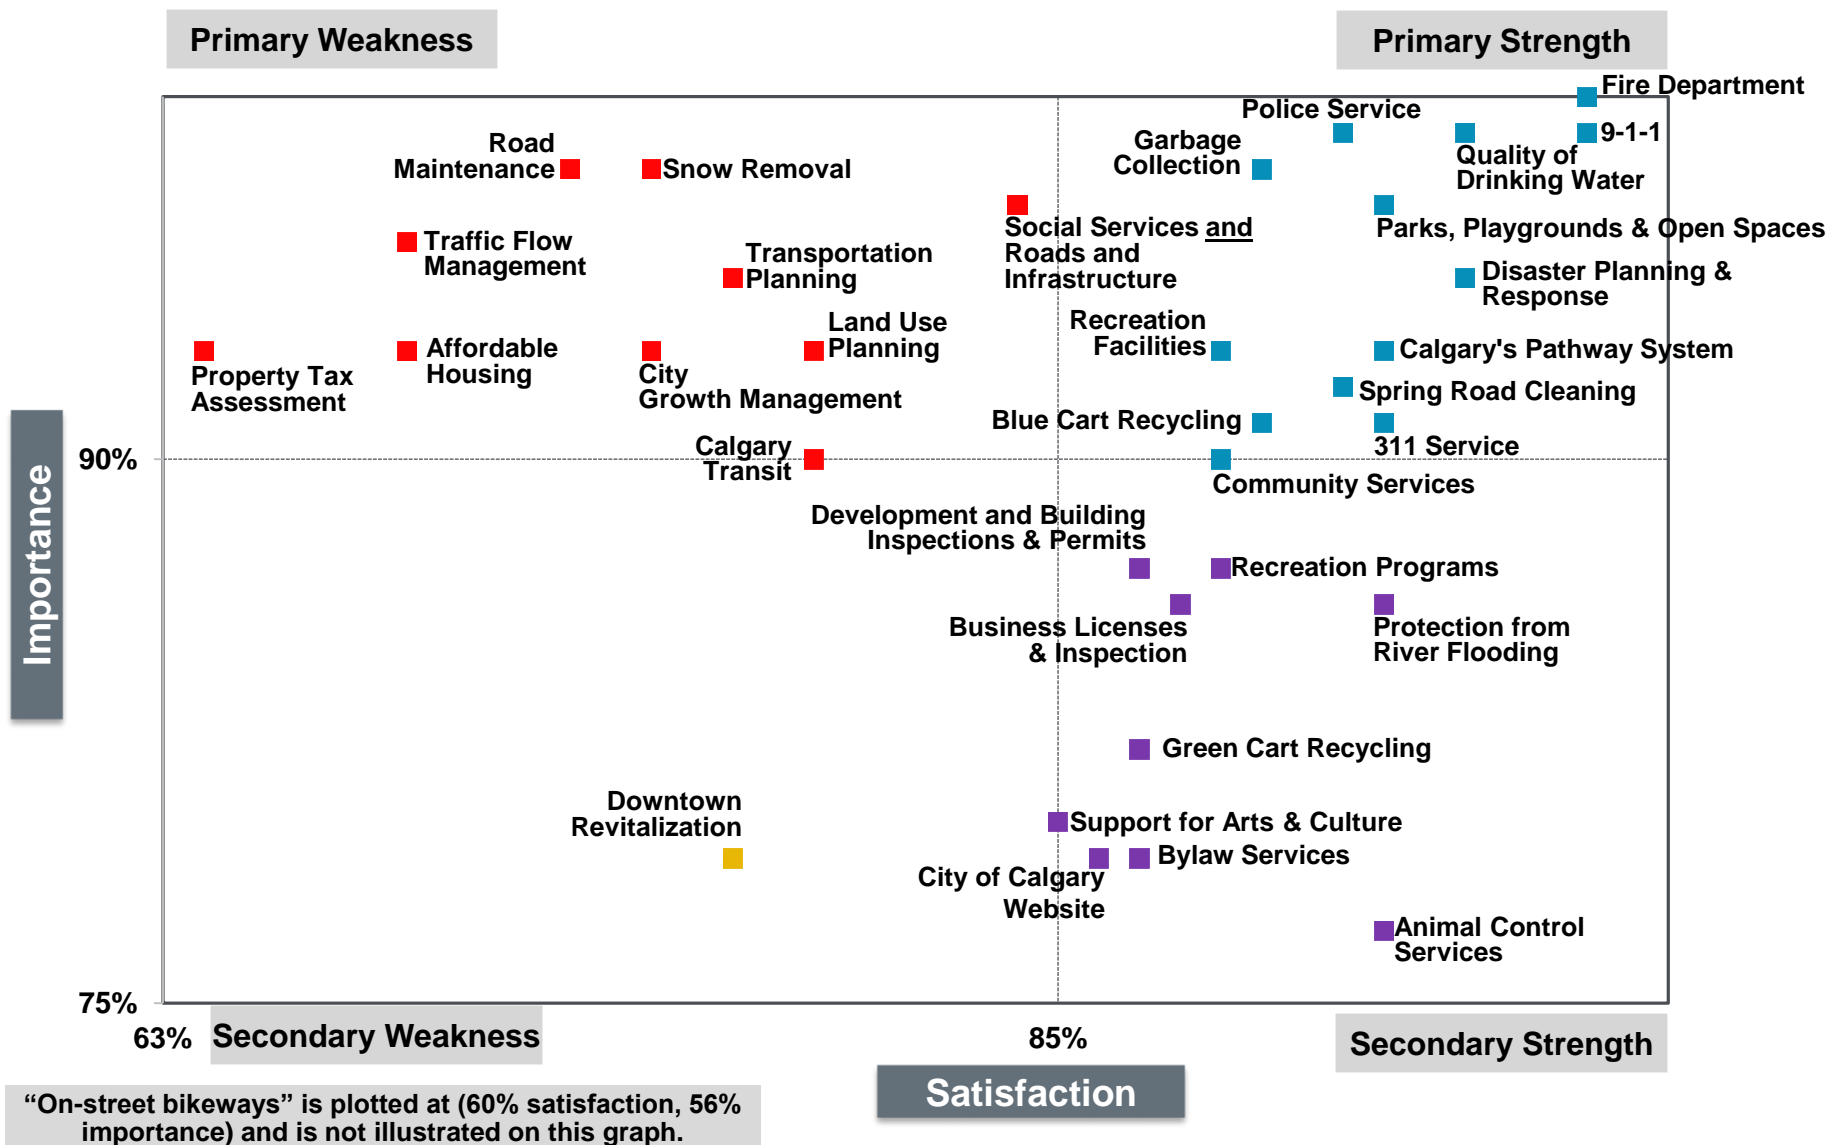 Primary Weakness
Primary Strength
Fire Department
Police Service
9-1-1
Road
Maintenance
Snow Removal
Garbage
Collection
Quality of
Drinking Water
Social Services and
Roads and
Infrastructure
Parks, Playgrounds & Open Spaces
Traffic Flow
Management
Transportation
Planning
Disaster Planning &
Response
Property Tax
Assessment
Affordable
Housing
City
Growth Management
Land Use
Planning
Recreation
Facilities
Calgary's Pathway System
Spring Road Cleaning
Blue Cart Recycling
311 Service
90%
Calgary
Transit
Community Services
Importance
Development and Building
Inspections & Permits
Recreation Programs
Business Licenses
& Inspection
Protection from
River Flooding
Green Cart Recycling
Downtown
Revitalization
Support for Arts & Culture
Bylaw Services
City of Calgary
Website
Animal Control
Services
75%
63%
Secondary Weakness
85%
Secondary Strength
Satisfaction
“On-street bikeways” is plotted at (60% satisfaction, 56%
importance) and is not illustrated on this graph.